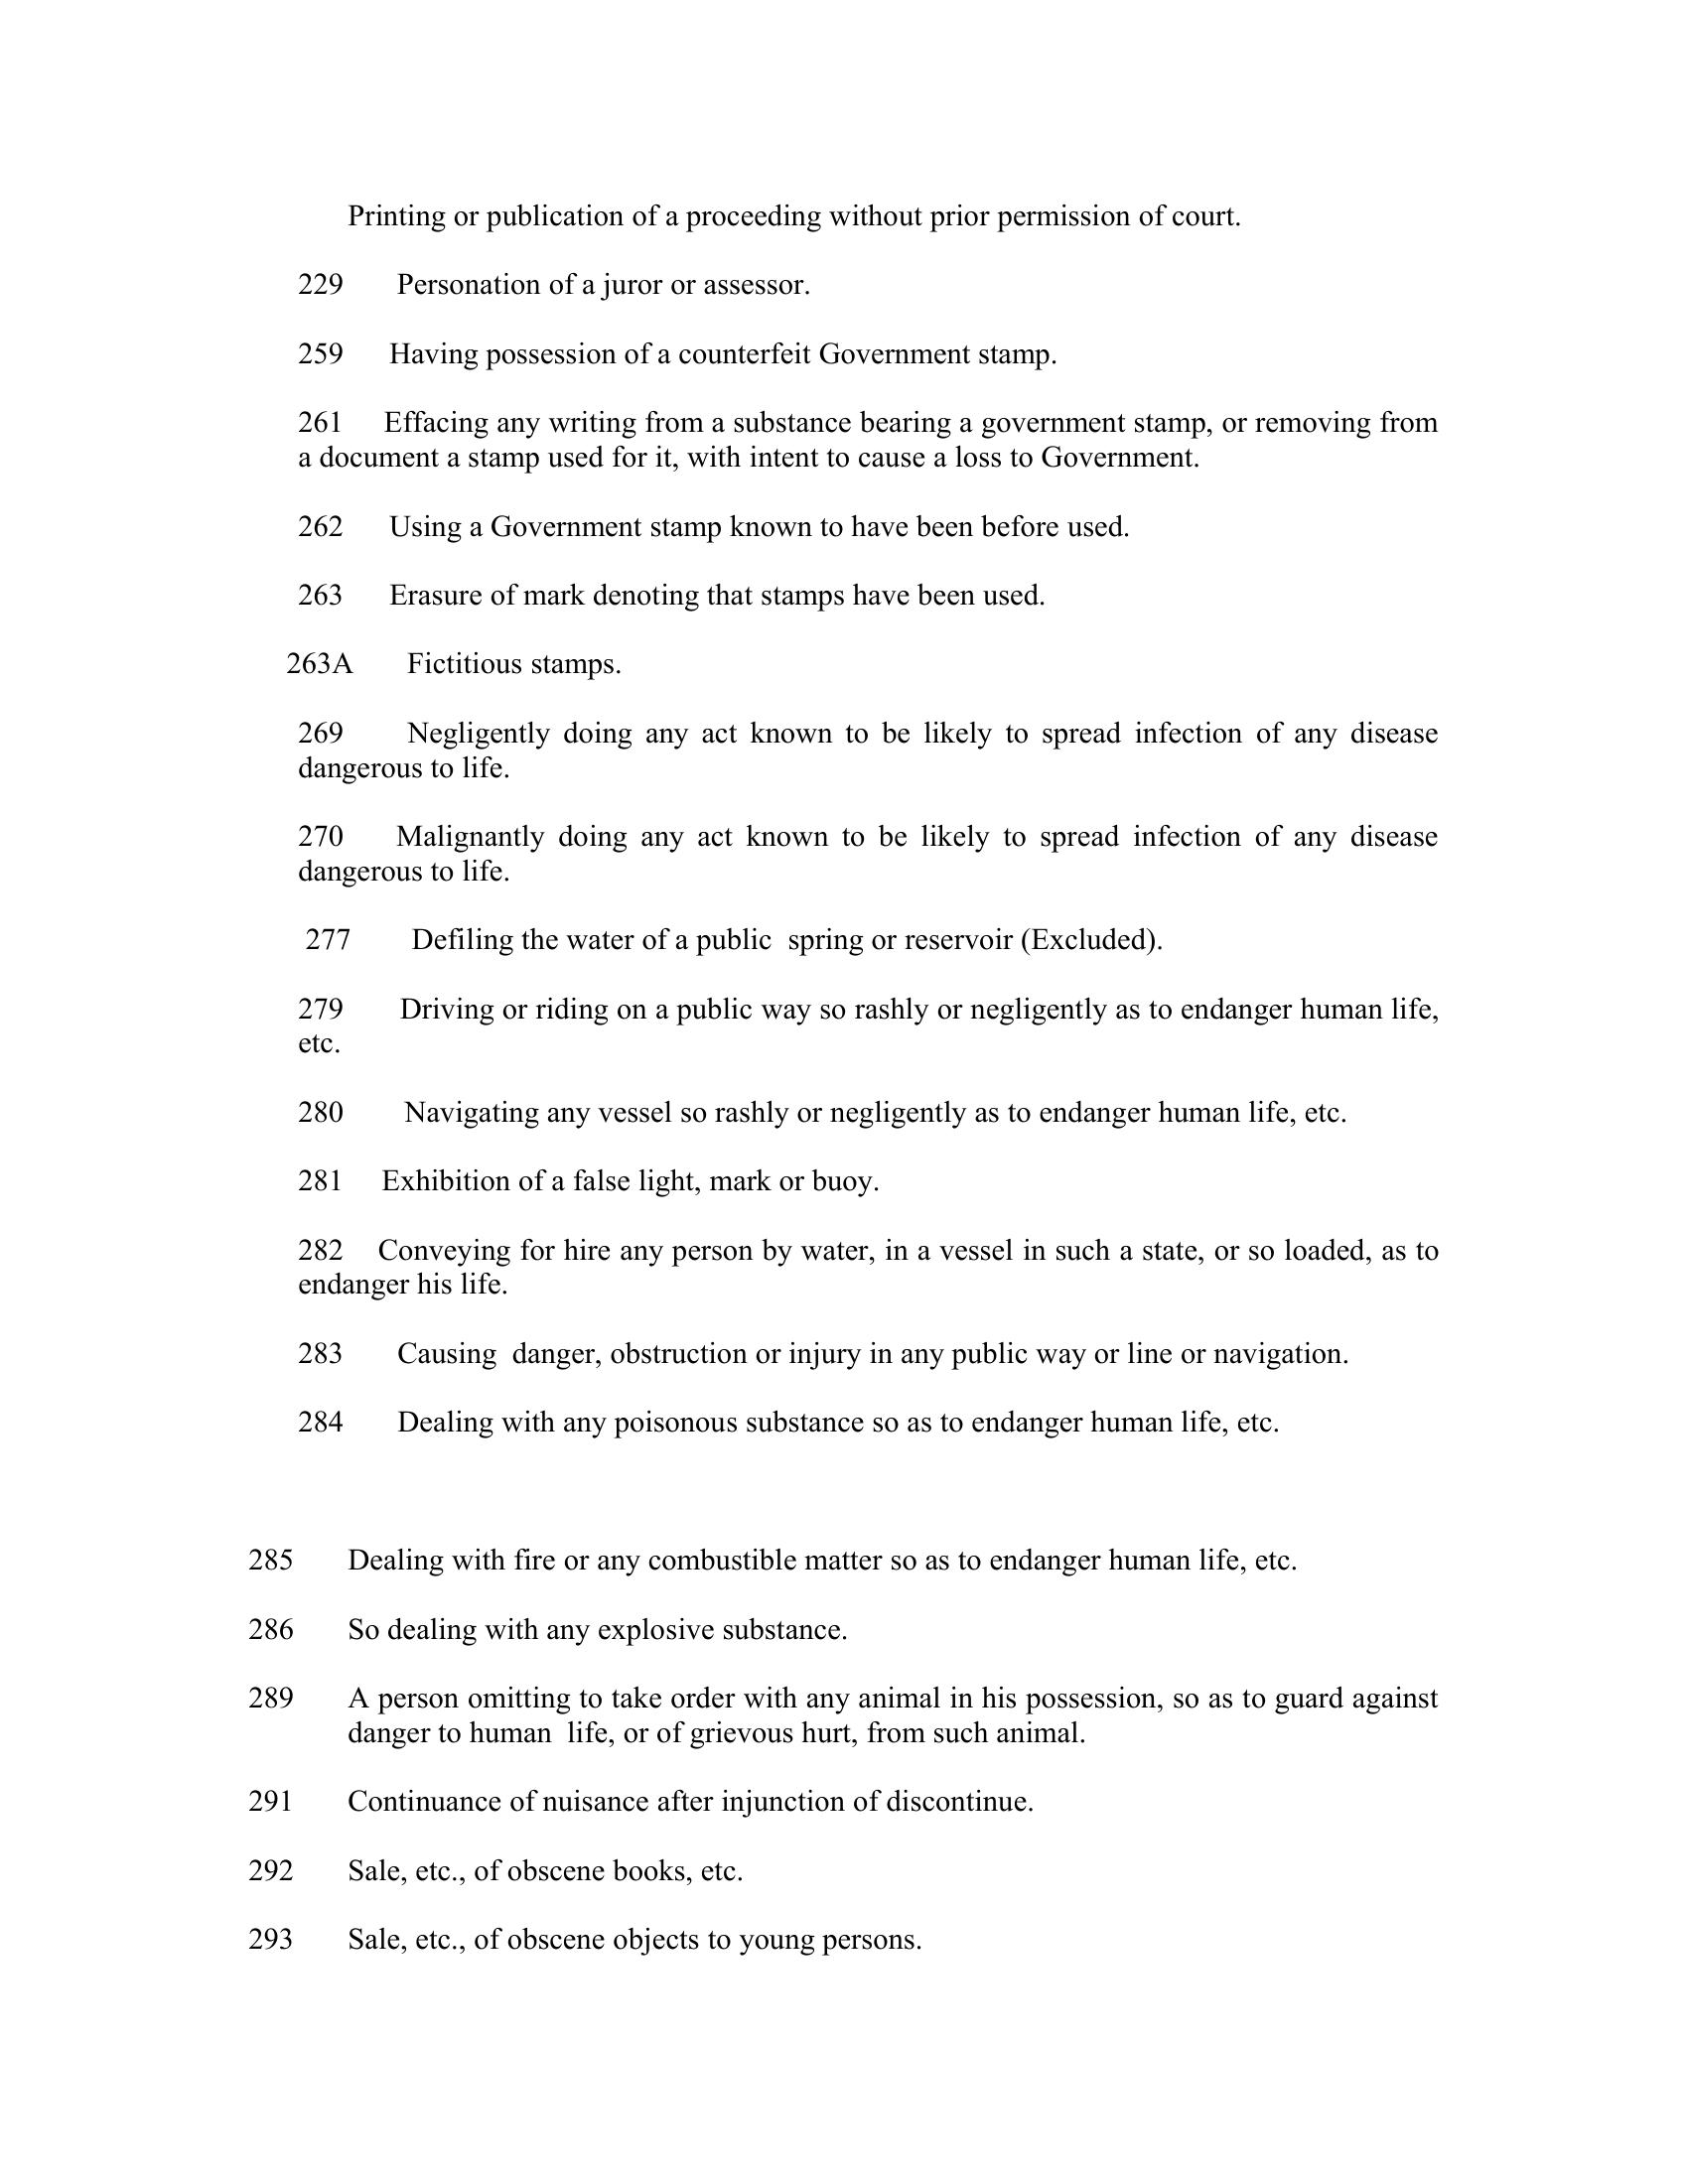 Printing or publication of a proceeding without prior permission of court.
229 Personation of a juror or assessor.
259 Having possession of a counterfeit Government stamp.
261 Effacing any writing from a substance bearing a government stamp, or removing from
a document a stamp used for it, with intent to cause a loss to Government.
262 Using a Government stamp known to have been before used.
263 Erasure of mark denoting that stamps have been used.
263A Fictitious stamps.
269 Negligently doing any act known to be likely to spread infection of any disease
dangerous to life.
270 Malignantly doing any act known to be likely to spread infection of any disease
dangerous to life.
277 Defiling the water of a public spring or reservoir (Excluded).
279 Driving or riding on a public way so rashly or negligently as to endanger human life,
etc.
280 Navigating any vessel so rashly or negligently as to endanger human life, etc.
281 Exhibition of a false light, mark or buoy.
282 Conveying for hire any person by water, in a vessel in such a state, or so loaded, as to
endanger his life.
283 Causing danger, obstruction or injury in any public way or line or navigation.
284 Dealing with any poisonous substance so as to endanger human life, etc.
285 Dealing with fire or any combustible matter so as to endanger human life, etc.
286 So dealing with any explosive substance.
289 A person omitting to take order with any animal in his possession, so as to guard against
danger to human life, or of grievous hurt, from such animal.
291 Continuance of nuisance after injunction of discontinue.
292 Sale, etc., of obscene books, etc.
293 Sale, etc., of obscene objects to young persons.